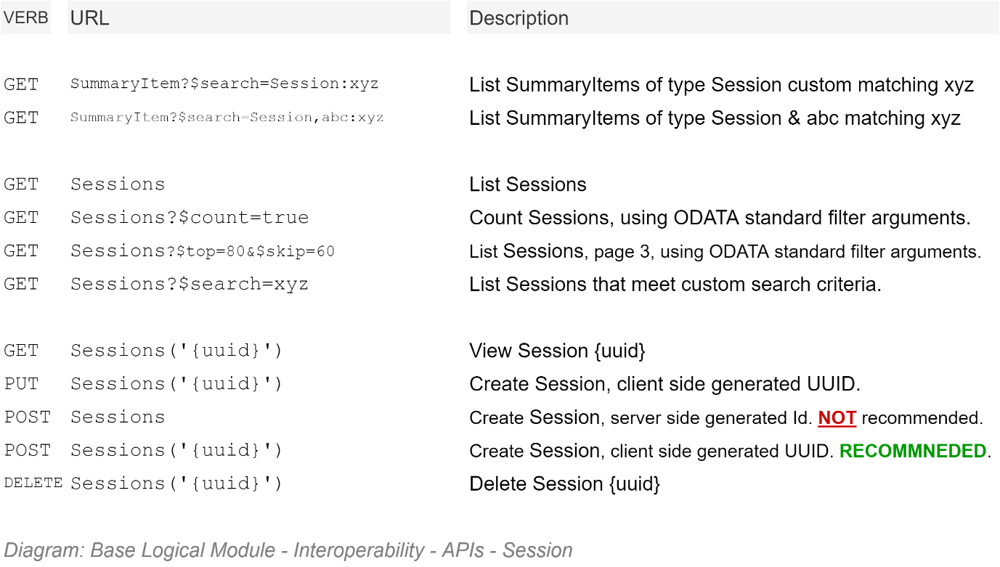 VERB URL Description
GET SummaryItem?$search=Session:xyz List SummaryItems of type Session custom matching xyz
GET SummaryItem?$search=Session,abc:xyz List SummaryItems of type Session & abc matching xyz
GET Sessions List Sessions
GET Sessions?$count=true Count Sessions, using ODATA standard filter arguments.
GET Sessions?$top=80&$skip=60 List Sessions, page 3, using ODATA standard filter arguments.
GET Sessions?$search=xyz List Sessions that meet custom search criteria.
GET Sessions('{uuid}') View Session {uuid}
PUT Sessions('{uuid}') Create Session, client side generated UUID.
POST Sessions Create Session, server side generated Id. NOT recommended.
POST Sessions('{uuid}') Create Session, client side generated UUID. RECOMMNEDED.
DELETE Sessions('{uuid}') Delete Session {uuid}
Diagram: Base Logical Module - Interoperability - APIs - Session